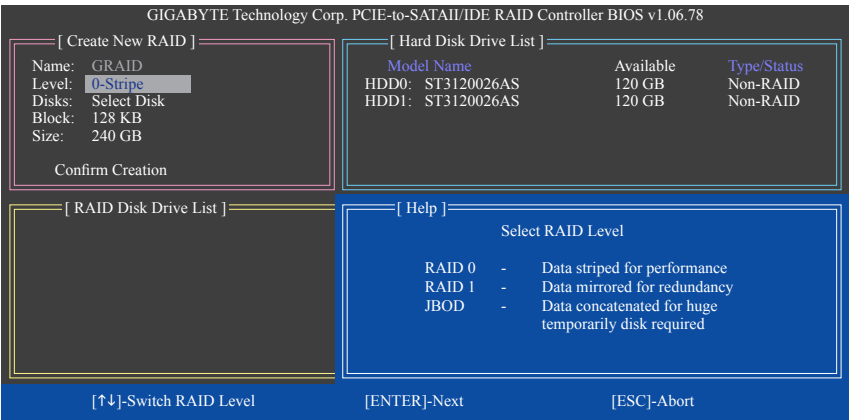 GIGABYTE Technology Corp. PCIE-to-SATAII/IDE RAID Controller BIOS v1.06.78
[ Create New RAID ]
Name: GRAID
Level: 0-Stripe
Disks: Select Disk
Block: 128 KB
Size: 240 GB
Confirm Creation
[ Hard Disk Drive List ]
Model Name Available Type/Status
HDD0: ST3120026AS 120 GB Non-RAID
HDD1: ST3120026AS 120 GB Non-RAID
[ RAID Disk Drive List ]
[ Help ]
Select RAID Level
RAID 0 - Data striped for performance
RAID 1 - Data mirrored for redundancy
JBOD - Data concatenated for huge
temporarily disk required
[↑↓]-Switch RAID Level [ENTER]-Next [ESC]-Abort